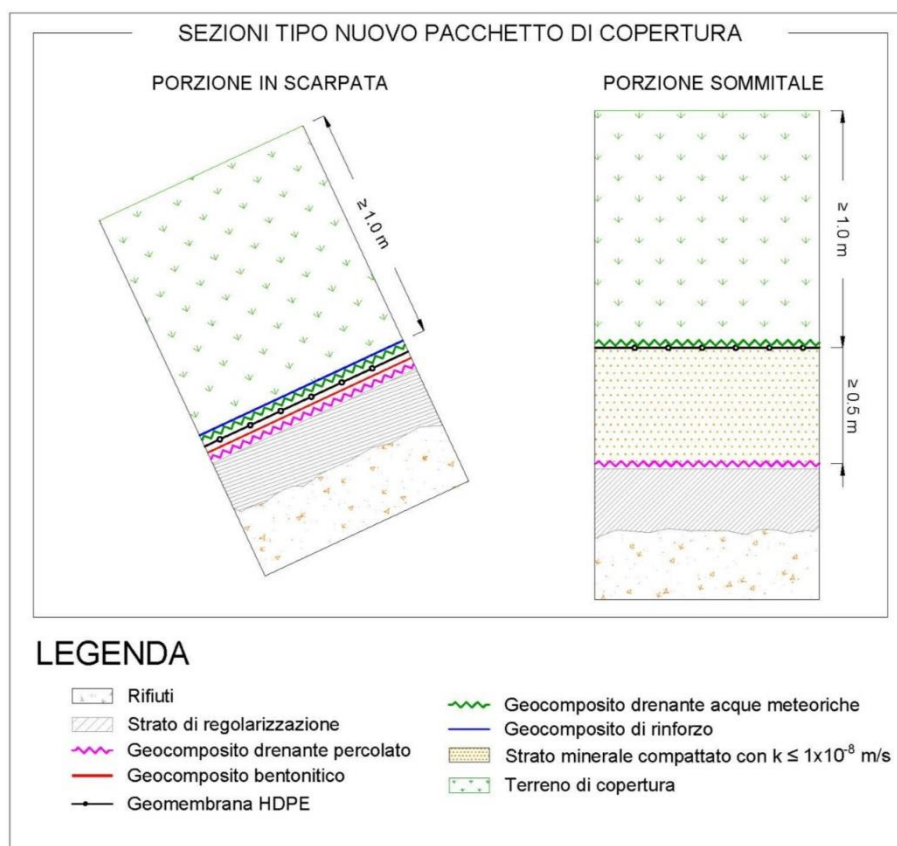 SEZIONI TIPO NUOVO PACCHETTO DI COPERTURA
PORZIONE IN SCARPATA
PORZIONE SOMMITALE
≥ 1.0 m
≥ 1.0 m
≥ 0.5 m
LEGENDA
Rifiuti
Strato di regolarizzazione
Geocomposito drenante percolato
Geocomposito bentonitico
Geomembrana HDPE
Geocomposito drenante acque meteoriche
Geocomposito di rinforzo
Strato minerale compattato con k ≤ 1x10⁻⁸ m/s
Terreno di copertura